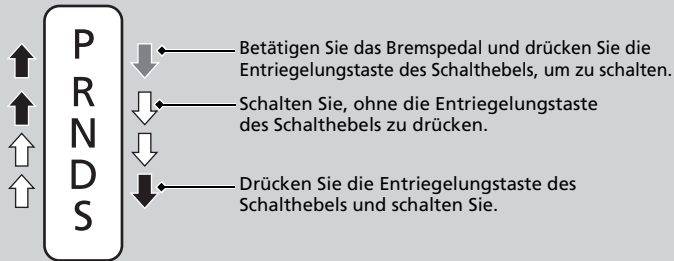 P
R
N
D
S
Betätigen Sie das Bremspedal und drücken Sie die
Entriegelungstaste des Schalthebels, um zu schalten.
Schalten Sie, ohne die Entriegelungstaste
des Schalthebels zu drücken.
Drücken Sie die Entriegelungstaste des
Schalthebels und schalten Sie.